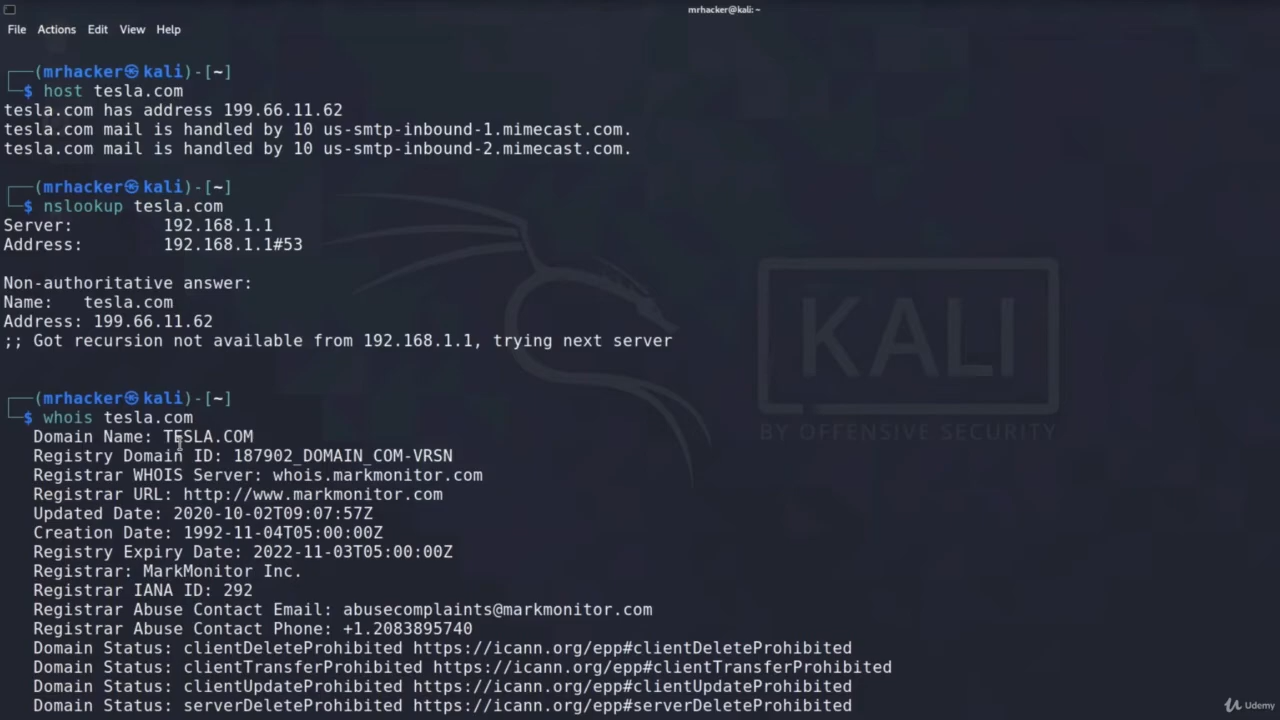 mrhacker@kali: ~
File Actions Edit View Help
┌──(mrhacker㉿kali)-[~]
└─$ host tesla.com
tesla.com has address 199.66.11.62
tesla.com mail is handled by 10 us-smtp-inbound-1.mimecast.com.
tesla.com mail is handled by 10 us-smtp-inbound-2.mimecast.com.
┌──(mrhacker㉿kali)-[~]
└─$ nslookup tesla.com
Server: 192.168.1.1
Address: 192.168.1.1#53
Non-authoritative answer:
Name: tesla.com
Address: 199.66.11.62
;; Got recursion not available from 192.168.1.1, trying next server
KALI
BY OFFENSIVE SECURITY
┌──(mrhacker㉿kali)-[~]
└─$ whois tesla.com
Domain Name: TESLA.COM
Registry Domain ID: 187902_DOMAIN_COM-VRSN
Registrar WHOIS Server: whois.markmonitor.com
Registrar URL: http://www.markmonitor.com
Updated Date: 2020-10-02T09:07:57Z
Creation Date: 1992-11-04T05:00:00Z
Registry Expiry Date: 2022-11-03T05:00:00Z
Registrar: MarkMonitor Inc.
Registrar IANA ID: 292
Registrar Abuse Contact Email: abusecomplaints@markmonitor.com
Registrar Abuse Contact Phone: +1.2083895740
Domain Status: clientDeleteProhibited https://icann.org/epp#clientDeleteProhibited
Domain Status: clientTransferProhibited https://icann.org/epp#clientTransferProhibited
Domain Status: clientUpdateProhibited https://icann.org/epp#clientUpdateProhibited
Domain Status: serverDeleteProhibited https://icann.org/epp#serverDeleteProhibited
Udemy